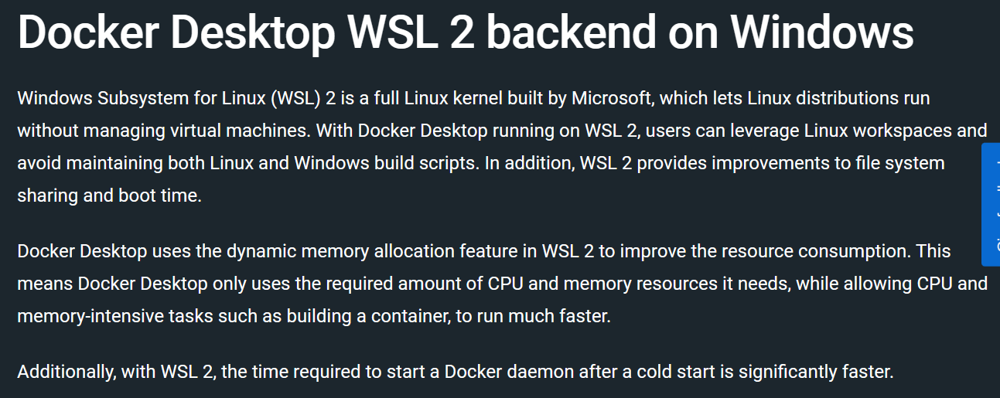 Docker Desktop WSL 2 backend on Windows
Windows Subsystem for Linux (WSL) 2 is a full Linux kernel built by Microsoft, which lets Linux distributions run
without managing virtual machines. With Docker Desktop running on WSL 2, users can leverage Linux workspaces and
avoid maintaining both Linux and Windows build scripts. In addition, WSL 2 provides improvements to file system
sharing and boot time.
Docker Desktop uses the dynamic memory allocation feature in WSL 2 to improve the resource consumption. This
means Docker Desktop only uses the required amount of CPU and memory resources it needs, while allowing CPU and
memory-intensive tasks such as building a container, to run much faster.
Additionally, with WSL 2, the time required to start a Docker daemon after a cold start is significantly faster.